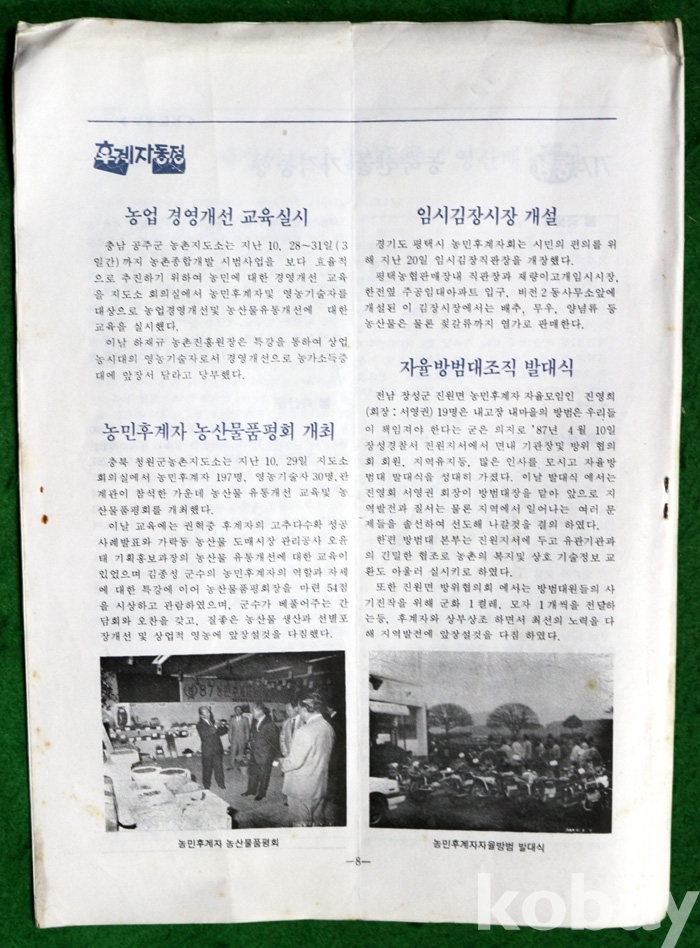 후계자동정
농업 경영개선 교육실시
충남 공주군 농촌지도소는 지난 10. 28~31일(3
일간)까지 농촌종합개발 시범사업을 보다 효율적
으로 추진하기 위하여 농민에 대한 경영개선 교육
을 지도소 회의실에서 농민후계자및 영농기술자를
대상으로 농업경영개선및 농산물유통개선에 대한
교육을 실시했다.
이날 하재규 농촌진흥원장은 특강을 통하여 상업
농시대의 영농기술자로서 경영개선으로 농가소득증
대에 앞장서 달라고 당부했다.
농민후계자 농산물품평회 개최
충북 청원군농촌지도소는 지난 10. 29일 지도소
회의실에서 농민후계자 197명, 영농기술사 30명,관
계관이 참석한 가운데 농산물 유통개선 교육및 농
산물품평회를 개최했다.
이날 교육에는 권혁중 후계자의 고추다수확 성공
사례발표와 가락동 농산물 도매시장 관리공사 오윤
태 기획홍보과장의 농산물 유통개선에 대한 교육이
있었으며 김종성 군수의 농민후계자의 역할과 자세
에 대한 특강에 이어 농산물품평회장을 마련 54점
을 시상하고 관람하였으며, 군수가 베풀어주는 간
담회와 오찬을 갖고, 질좋은 농산물 생산과 선별포
장개선 및 상업적 영농에 앞장설것을 다짐했다.
'87 농민후계자
농민후계자 농산물품평회
임시김장시장 개설
경기도 평택시 농민후계자회는 시민의 편의를 위
해 지난 20일 임시김장직판장을 개장했다.
평택농협판매장내 직판장과 재랭이고개임시시장,
한전옆 주공임대아파트 입구, 비전2동사무소앞에
개설된 이 김장시장에서는 배추, 무우, 양념류 등
농산물은 물론 젓갈류까지 염가로 판매한다.
자율방범대조직 발대식
전남 장성군 진원면 농민후계자 자율모임인 진영회
(회장:서영권) 19명은 내고장 내마을의 방범은 우리들
이 책임져야 한다는 굳은 의지로 '87년 4월 10일
장성경찰서 진원지서에서 면내 기관장및 방위 협의
회 회원, 지역유지등, 많은 인사를 모시고 자율방
범대 발대식을 성대히 가졌다. 이날 발대식 에서는
진영회 서영권 회장이 방범대장을 맡아 앞으로 지
역발전과 질서는 물론 지역에서 일어나는 여러 문
제들을 솔선하여 선도해 나갈것을 결의 하였다.
한편 방범대 본부는 진원지서에 두고 유관기관과
의 긴밀한 협조로 농촌의 복지및 상호 기술정보 교
환도 아울러 실시키로 하였다.
또한 진원면 방위협의회 에서는 방범대원들의 사
기진작을 위해 군화 1켤레, 모자 1개씩을 전달하
는등, 후계자와 상부상조 하면서 최선의 노력을 다
해 지역발전에 앞장설것을 다짐 하였다.
농민후계자자율방범 발대식
—8—
kobay